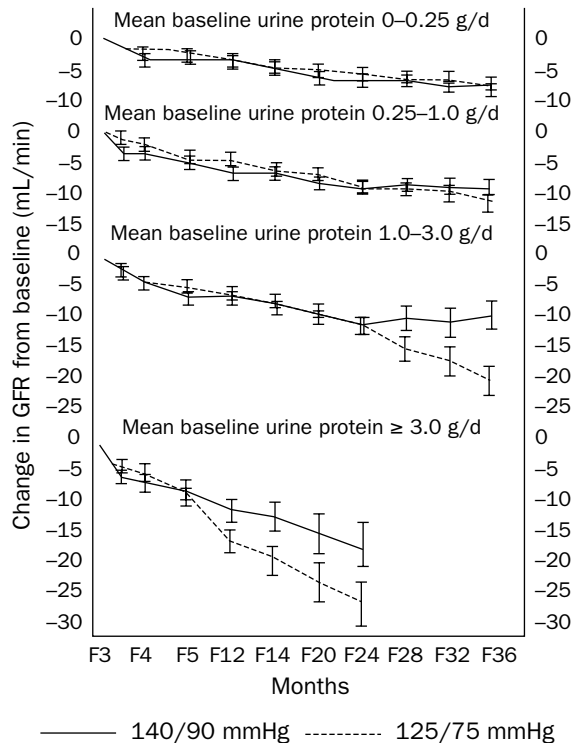 Mean baseline urine protein 0–0.25 g/d
0 0
–5 –5
–10 –10
Mean baseline urine protein 0.25–1.0 g/d
0 0
–5 –5
–10 –10
–15 –15
Mean baseline urine protein 1.0–3.0 g/d
0 0
–5 –5
–10 –10
–15 –15
–20 –20
–25 –25
Mean baseline urine protein ≥ 3.0 g/d
0 0
–5 –5
–10 –10
–15 –15
–20 –20
–25 –25
–30 –30
Change in GFR from baseline (mL/min)
F3 F4 F5 F12 F14 F20 F24 F28 F32 F36
Months
140/90 mmHg 125/75 mmHg